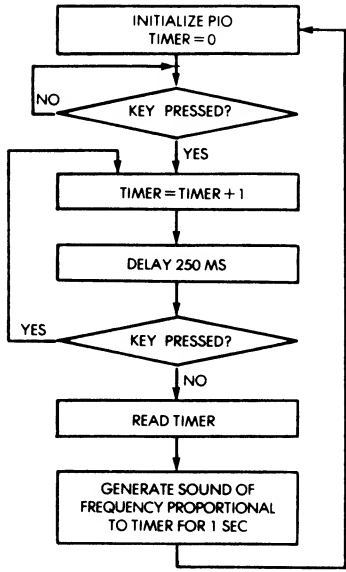 INITIALIZE PIO
TIMER = 0
NO
KEY PRESSED?
YES
TIMER = TIMER + 1
DELAY 250 MS
YES
KEY PRESSED?
NO
READ TIMER
GENERATE SOUND OF
FREQUENCY PROPORTIONAL
TO TIMER FOR 1 SEC